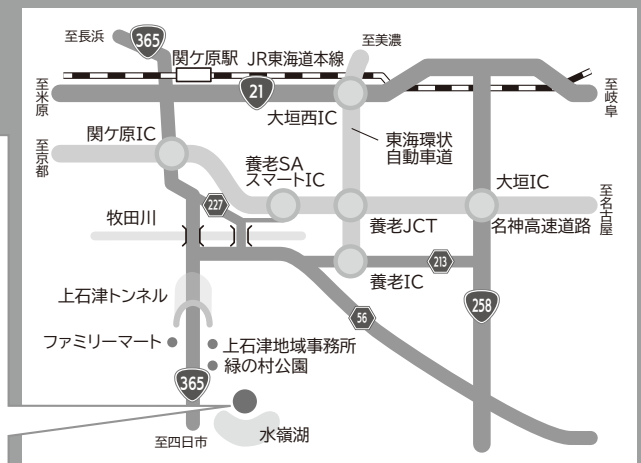 至長浜
365
関ケ原駅 JR東海本線
至美濃
至米原
21
大垣西IC
至岐阜
関ケ原IC
至京都
東海環状
自動車道
養老SA
スマートIC
大垣IC
至名古屋
227
牧田川
養老JCT
名神高速道路
213
養老IC
上石津トンネル
56
258
ファミリーマート
上石津地域事務所
緑の村公園
365
至四日市
水嶺湖